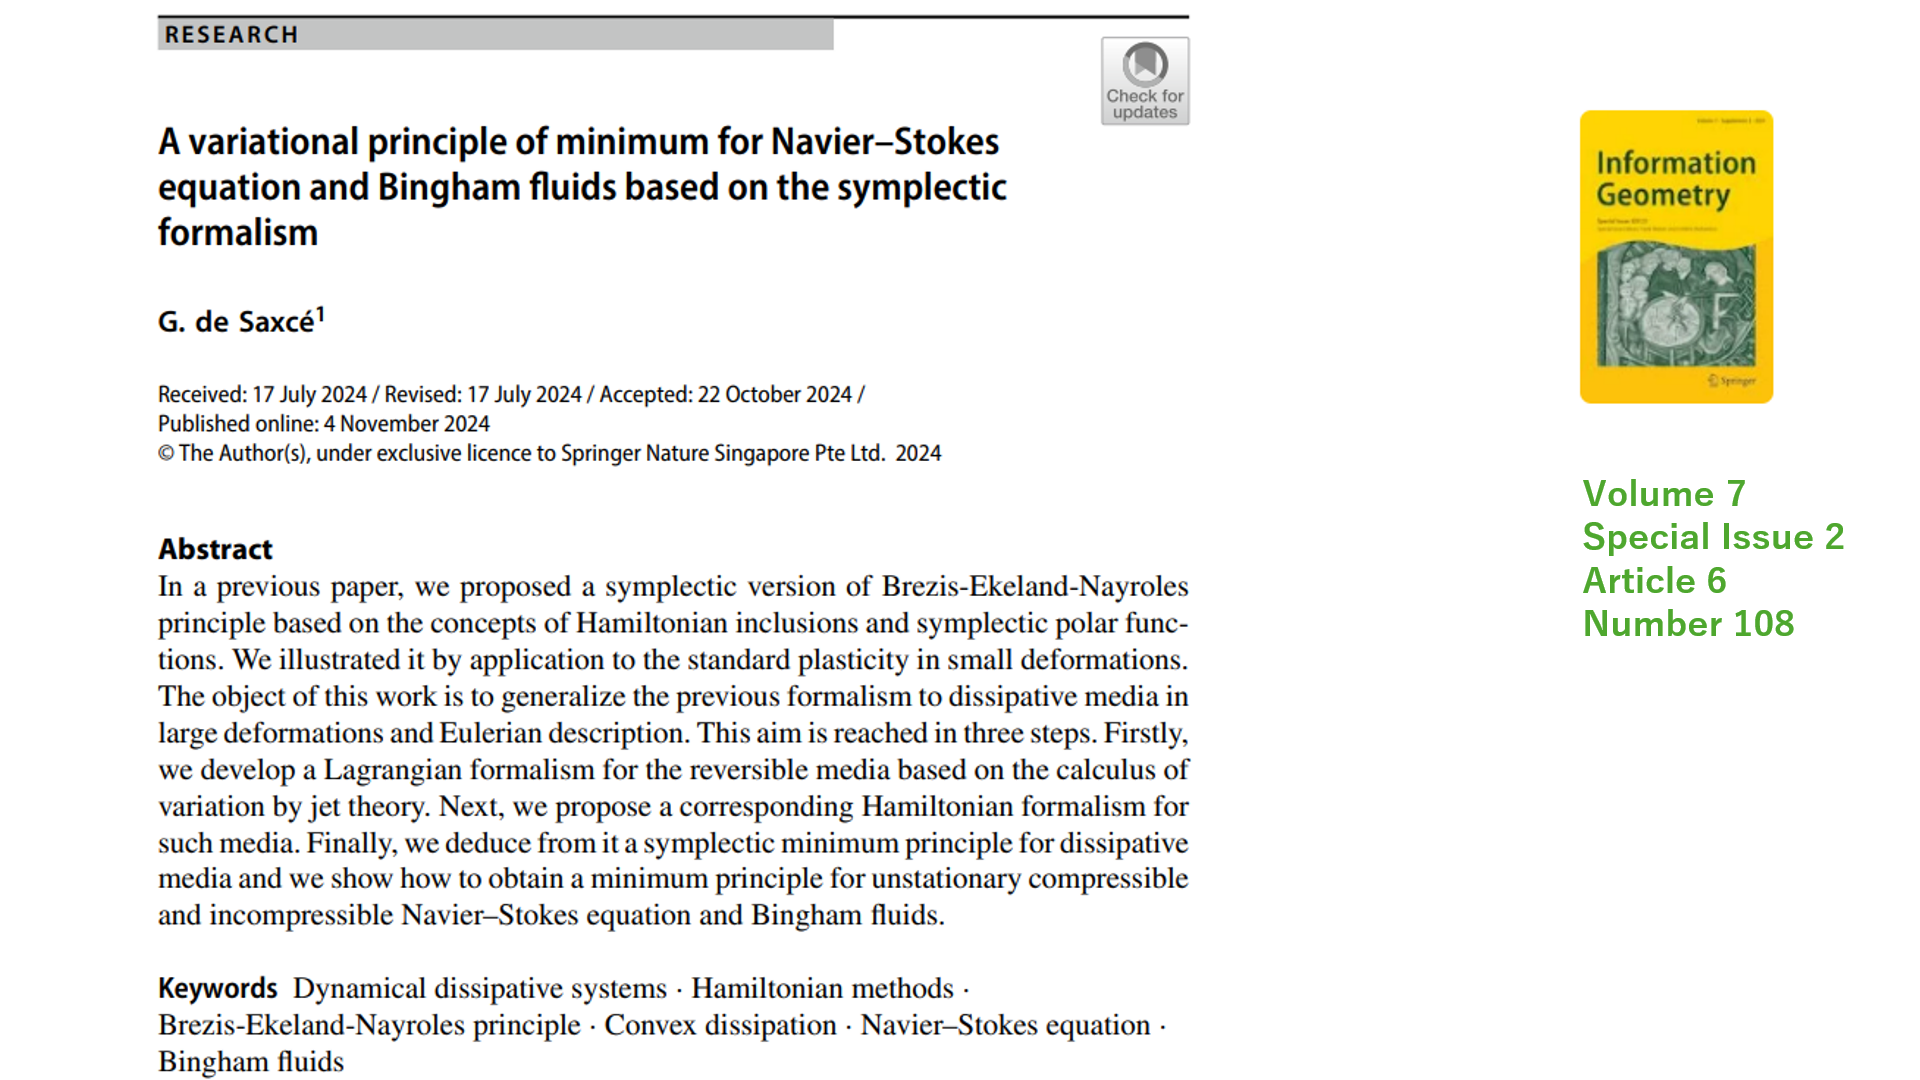 RESEARCH
Check for
updates
A variational principle of minimum for Navier–Stokes
equation and Bingham fluids based on the symplectic
formalism
G. de Saxcé1
Received: 17 July 2024 / Revised: 17 July 2024 / Accepted: 22 October 2024 /
Published online: 4 November 2024
© The Author(s), under exclusive licence to Springer Nature Singapore Pte Ltd. 2024
Abstract
In a previous paper, we proposed a symplectic version of Brezis-Ekeland-Nayroles
principle based on the concepts of Hamiltonian inclusions and symplectic polar func-
tions. We illustrated it by application to the standard plasticity in small deformations.
The object of this work is to generalize the previous formalism to dissipative media in
large deformations and Eulerian description. This aim is reached in three steps. Firstly,
we develop a Lagrangian formalism for the reversible media based on the calculus of
variation by jet theory. Next, we propose a corresponding Hamiltonian formalism for
such media. Finally, we deduce from it a symplectic minimum principle for dissipative
media and we show how to obtain a minimum principle for unstationary compressible
and incompressible Navier–Stokes equation and Bingham fluids.
Keywords Dynamical dissipative systems · Hamiltonian methods ·
Brezis-Ekeland-Nayroles principle · Convex dissipation · Navier–Stokes equation ·
Bingham fluids
Information
Geometry
Springer
Volume 7
Special Issue 2
Article 6
Number 108